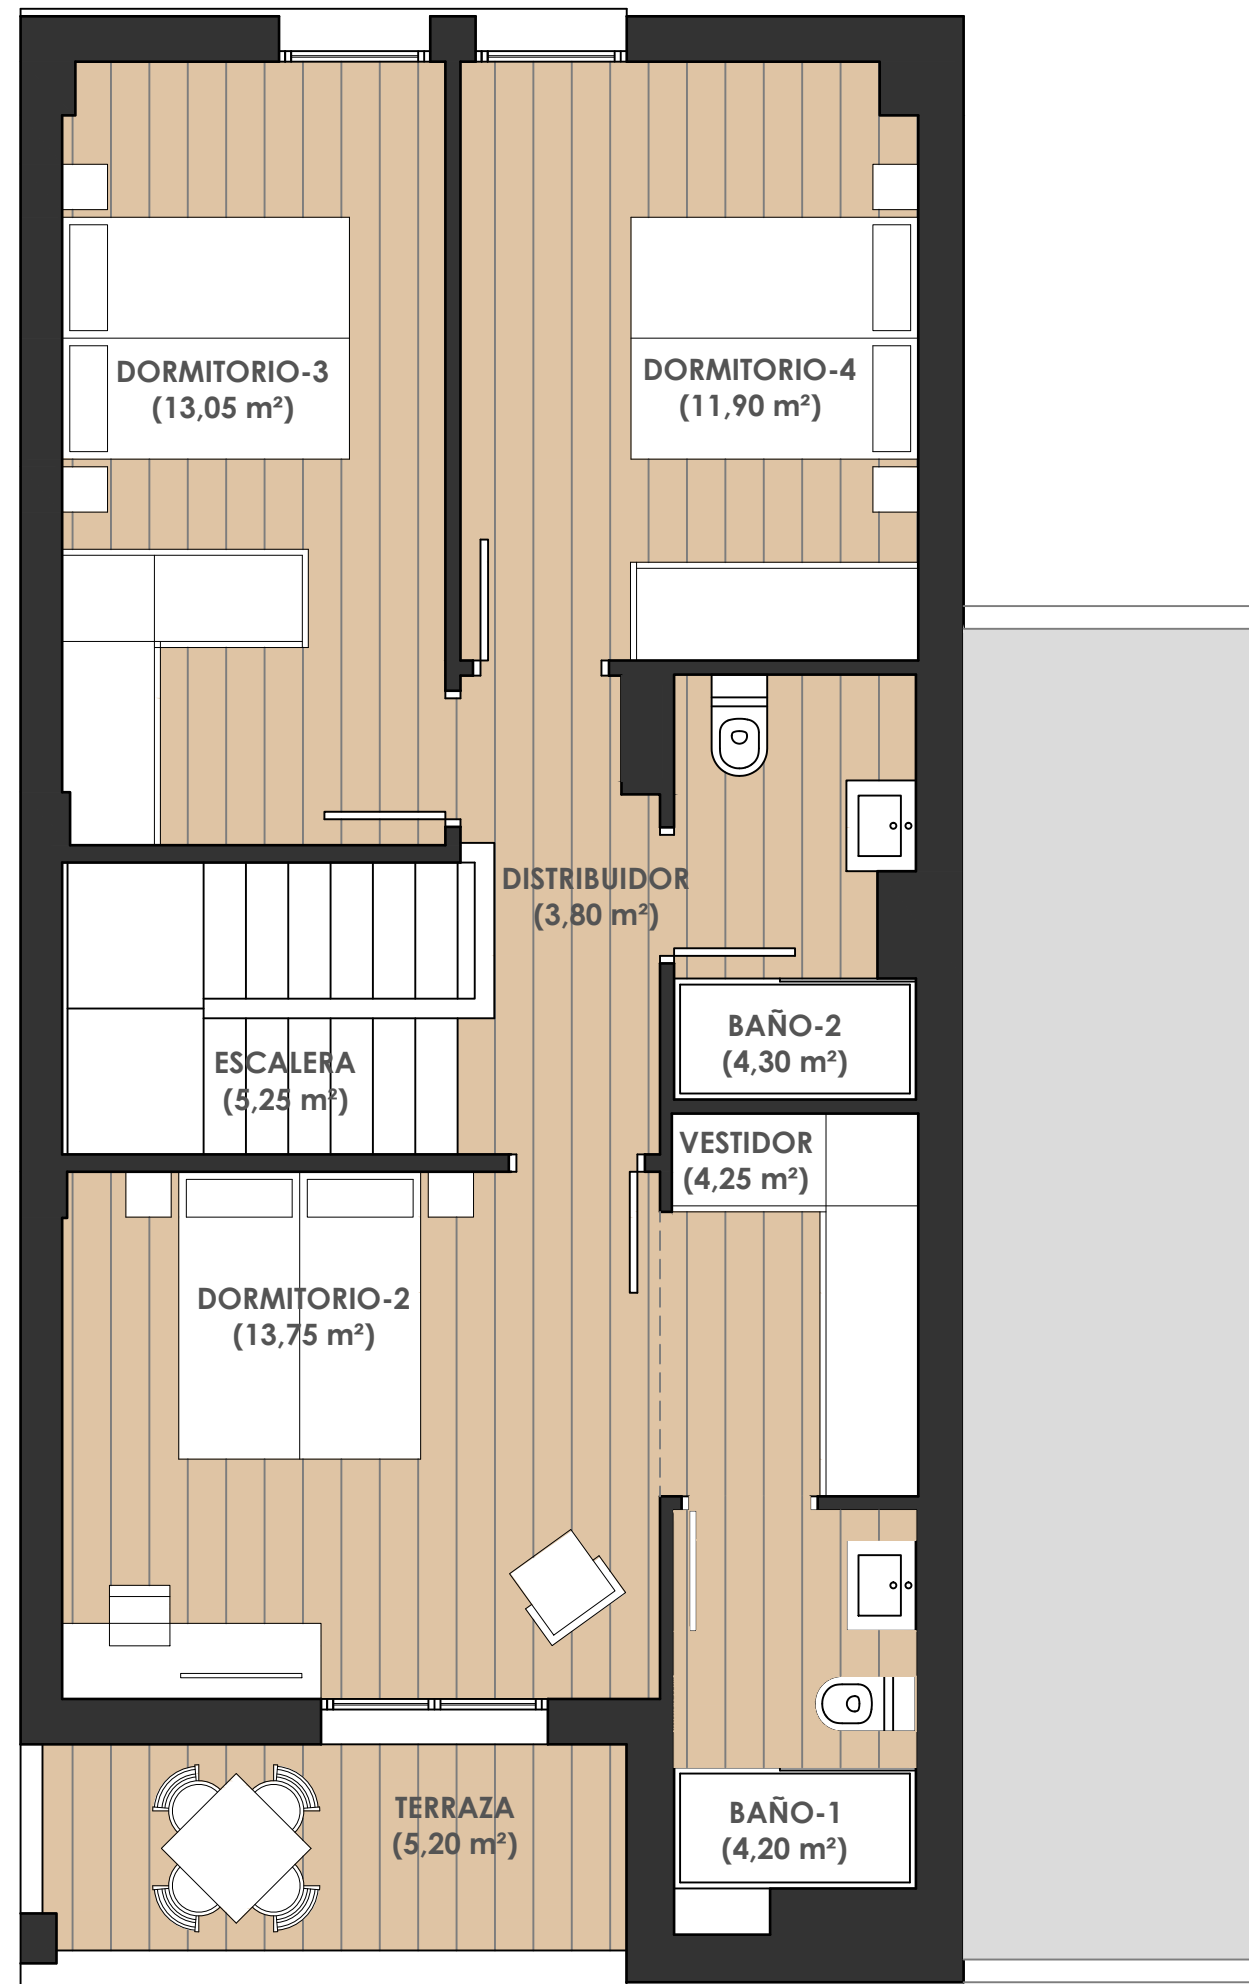 DORMITORIO-3
(13,05 m²)
DORMITORIO-4
(11,90 m²)
DISTRIBUIDOR
(3,80 m²)
BAÑO-2
(4,30 m²)
ESCALERA
(5,25 m²)
VESTIDOR
(4,25 m²)
DORMITORIO-2
(13,75 m²)
TERRAZA
(5,20 m²)
BAÑO-1
(4,20 m²)